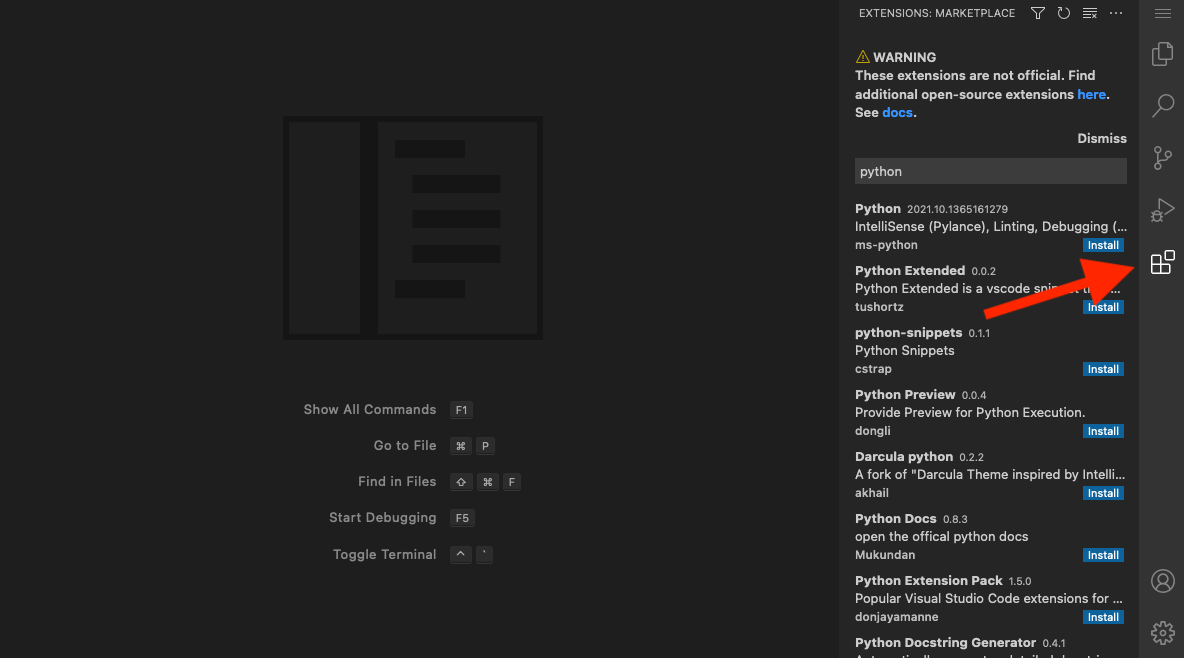 EXTENSIONS: MARKETPLACE
WARNING
These extensions are not official. Find
additional open-source extensions here.
See docs.
Dismiss
python
Python 2021.10.1365161279
IntelliSense (Pylance), Linting, Debugging (...
ms-python Install
Python Extended 0.0.2
Python Extended is a vscode
tushortz Install
python-snippets 0.1.1
Python Snippets
cstrap Install
Python Preview 0.0.4
Provide Preview for Python Execution.
dongli Install
Darcula python 0.2.2
A fork of "Darcula Theme inspired by Intelli...
akhail Install
Python Docs 0.8.3
open the offical python docs
Mukundan Install
Python Extension Pack 1.5.0
Popular Visual Studio Code extensions for ...
donjayamanne Install
Python Docstring Generator 0.4.1
Show All Commands F1
Go to File ⌘ P
Find in Files ⇧ ⌘ F
Start Debugging F5
Toggle Terminal ^ `